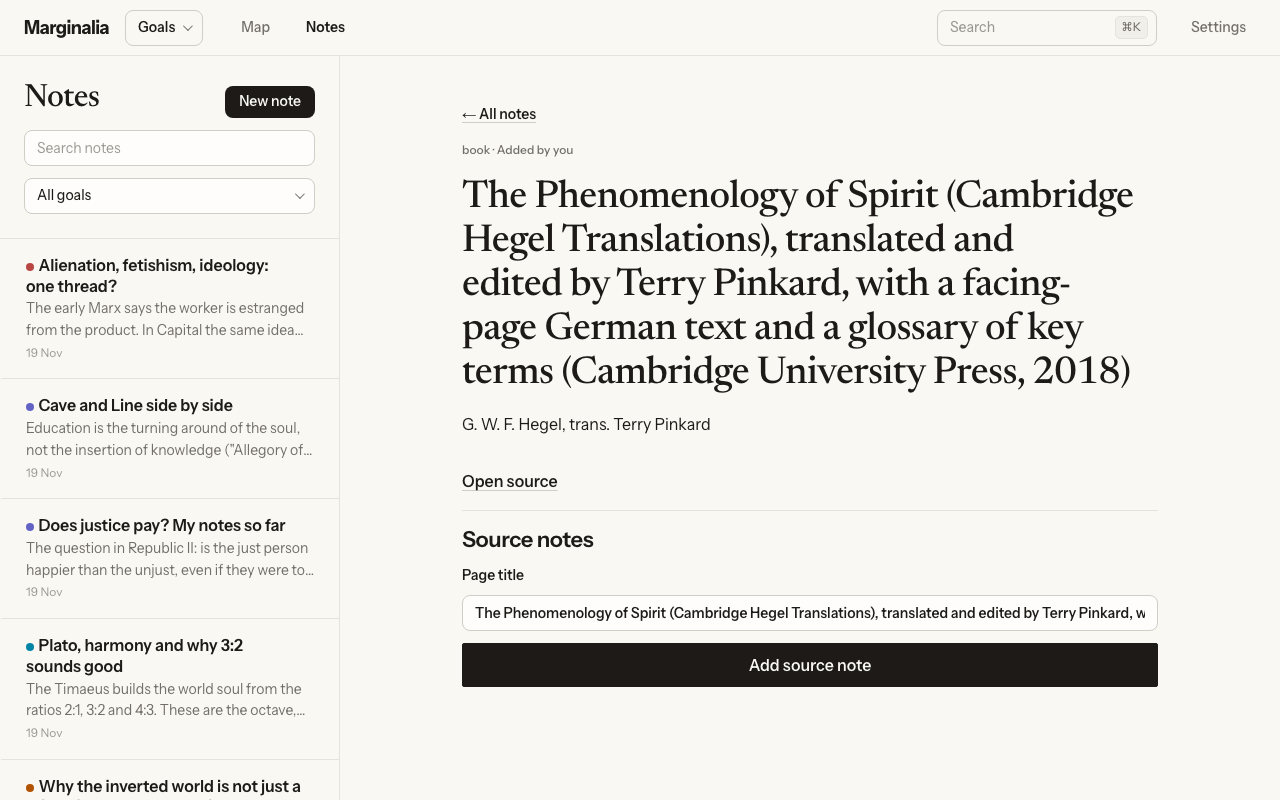 Marginalia
Goals
Map
Notes
Search
⌘K
Settings
Notes
New note
Search notes
All goals
Alienation, fetishism, ideology:
one thread?
The early Marx says the worker is estranged
from the product. In Capital the same idea...
19 Nov
Cave and Line side by side
Education is the turning around of the soul,
not the insertion of knowledge ("Allegory of...
19 Nov
Does justice pay? My notes so far
The question in Republic II: is the just person
happier than the unjust, even if they were to...
19 Nov
Plato, harmony and why 3:2
sounds good
The Timaeus builds the world soul from the
ratios 2:1, 3:2 and 4:3. These are the octave,...
19 Nov
Why the inverted world is not just a
← All notes
book · Added by you
The Phenomenology of Spirit (Cambridge
Hegel Translations), translated and
edited by Terry Pinkard, with a facing-
page German text and a glossary of key
terms (Cambridge University Press, 2018)
G. W. F. Hegel, trans. Terry Pinkard
Open source
Source notes
Page title
The Phenomenology of Spirit (Cambridge Hegel Translations), translated and edited by Terry Pinkard, w
Add source note